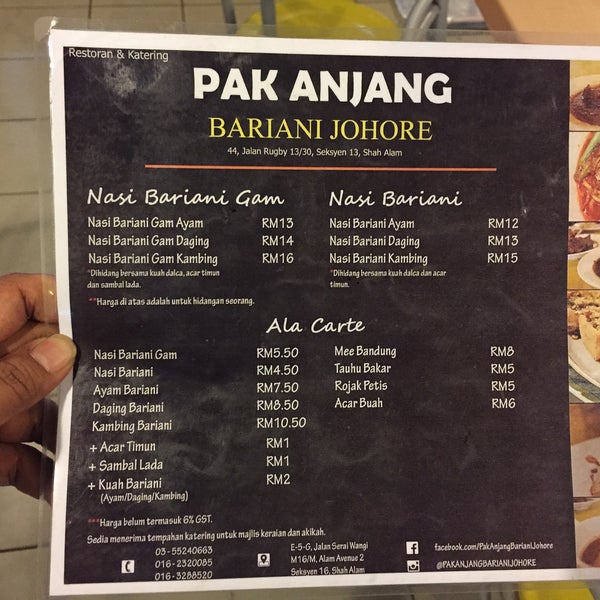 Restoran & Katering
PAK ANJANG
BARIANI JOHORE
44, Jalan Rugby 13/30, Seksyen 13, Shah Alam
Nasi Bariani Gam
Nasi Bariani Gam Ayam RM13
Nasi Bariani Gam Daging RM14
Nasi Bariani Gam Kambing RM16
*Dihidang bersama kuah dalca, acar timun
dan sambal lada.
**Harga di atas adalah untuk hidangan seorang.
Nasi Bariani
Nasi Bariani Ayam RM12
Nasi Bariani Daging RM13
Nasi Bariani Kambing RM15
*Dihidang bersama kuah dalca dan acar
timun.
Ala Carte
Nasi Bariani Gam RM5.50
Nasi Bariani RM4.50
Ayam Bariani RM7.50
Daging Bariani RM8.50
Kambing Bariani RM10.50
+ Acar Timun RM1
+ Sambal Lada RM1
+ Kuah Bariani RM2
(Ayam/Daging/Kambing)
Mee Bandung RM8
Tauhu Bakar RM5
Rojak Petis RM5
Acar Buah RM6
***Harga belum termasuk 6% GST.
Sedia menerima tempahan katering untuk majlis keraian dan akikah.
03-55240663
016-2320085
016-3288520
E-5-G, Jalan Serai Wangi
M16/M, Alam Avenue 2
Seksyen 16, Shah Alam
facebook.com/PakAnjangBarianiJohore
@PAKANJANGBARIANIJOHORE